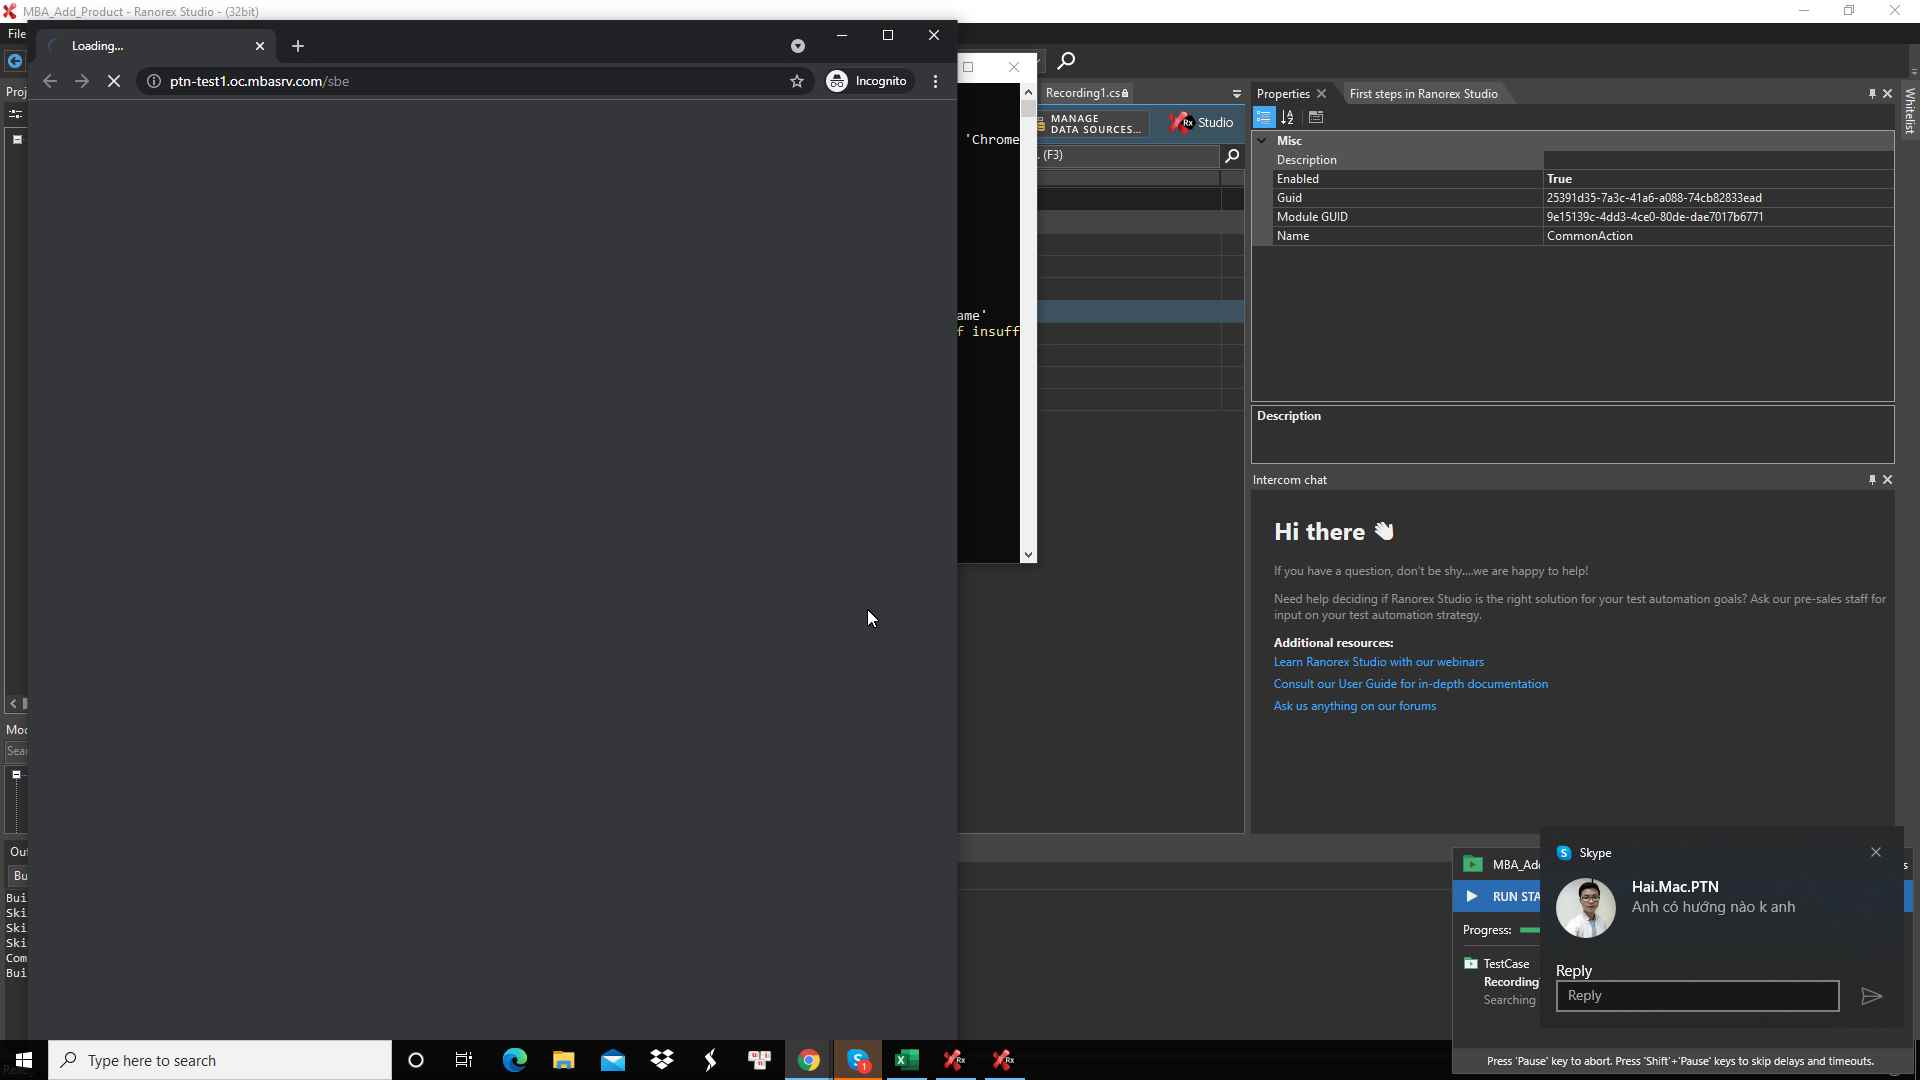 MBA_Add_Product - Ranorex Studio - (32bit)
File
Loading...
ptn-test1.oc.mbasrv.com/sbe
Incognito
Proj
Recording1.cs
MANAGE
DATA SOURCES...
Studio
'Chrome
. (F3)
ame'
f insuff
Properties
First steps in Ranorex Studio
Whitelist
Misc
Description
Enabled
True
Guid
25391d35-7a3c-41a6-a088-74cb82833ead
Module GUID
9e15139c-4dd3-4ce0-80de-dae7017b6771
Name
CommonAction
Description
Intercom chat
Hi there 👋
If you have a question, don't be shy....we are happy to help!
Need help deciding if Ranorex Studio is the right solution for your test automation goals? Ask our pre-sales staff for
input on your test automation strategy.
Additional resources:
Learn Ranorex Studio with our webinars
Consult our User Guide for in-depth documentation
Ask us anything on our forums
Mod
Sear
Out
Bu
Bui
Ski
Ski
Ski
Com
Bui
MBA_Ad
RUN STA
Progress:
TestCase
Recording
Searching
s
Skype
Hai.Mac.PTN
Anh có hướng nào k anh
Reply
Reply
Press 'Pause' key to abort. Press 'Shift'+'Pause' keys to skip delays and timeouts.
Type here to search
1